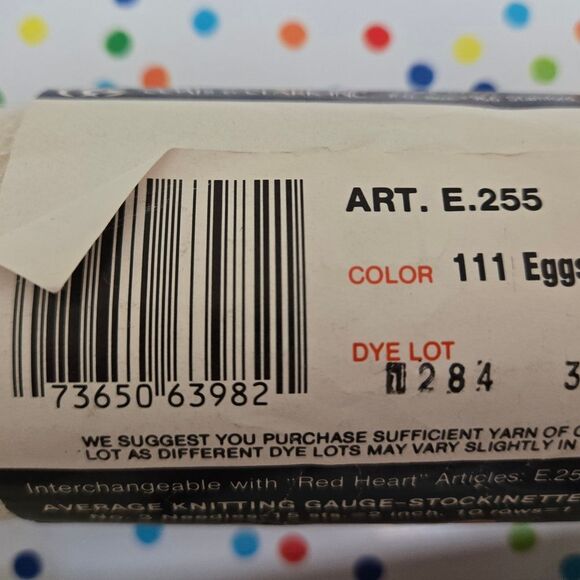 ART. E.255
COLOR 111 Eggs
DYE LOT
1284 3
73650 63982
WE SUGGEST YOU PURCHASE SUFFICIENT YARN OF
LOT AS DIFFERENT DYE LOTS MAY VARY SLIGHTLY IN
Interchangeable with "Red Heart" Articles: E.25
AVERAGE KNITTING GAUGE-STOCKINETTE